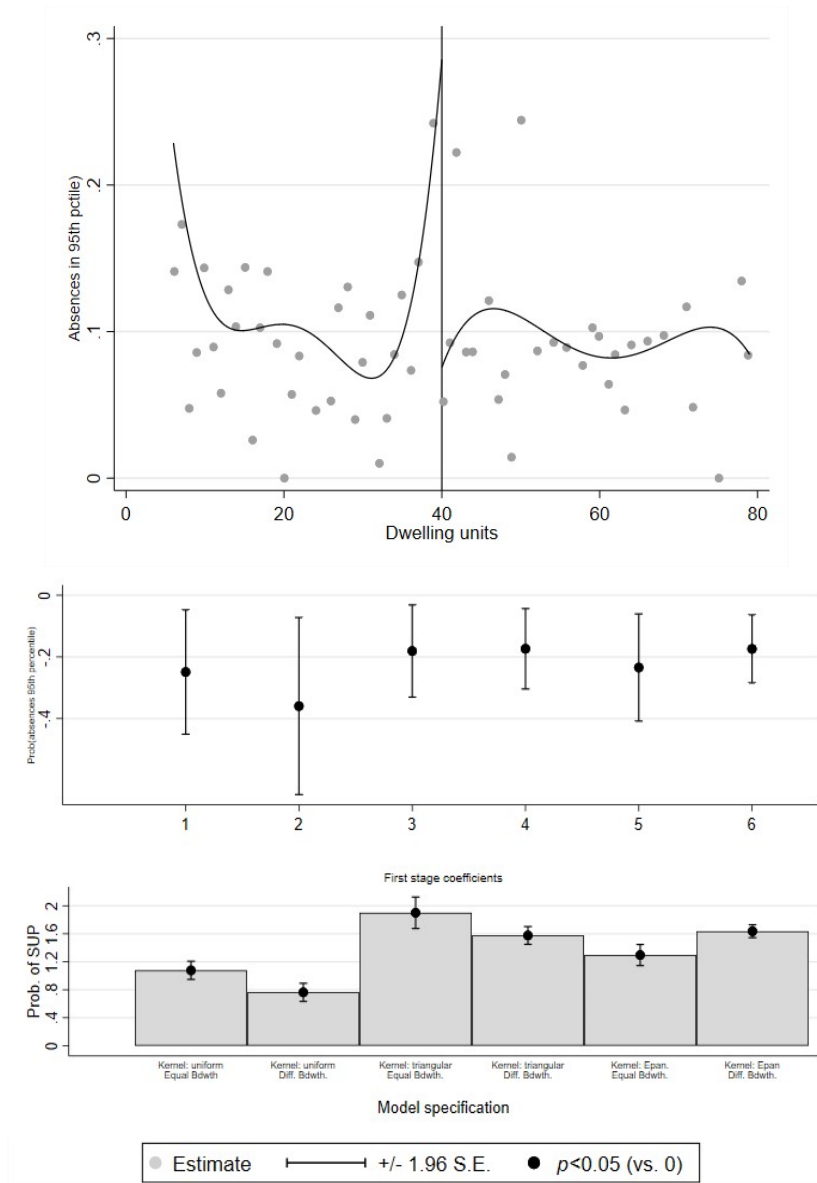 .3
.2
.1
0
Absences in 95th pctile)
0 20 40 60 80
Dwelling units
0
-.2
-.4
Prob(absences 95th percentile)
1 2 3 4 5 6
First stage coefficients
2
1.6
1.2
.8
.4
0
Prob. of SUP
Kernel: uniform Kernel: uniform Kernel: triangular Kernel: triangular Kernel: Epan. Kernel: Epan
Equal Bdwth Diff. Bdwth. Equal Bdwth. Diff. Bdwth. Equal Bdwth. Diff. Bdwth.
Model specification
Estimate +/- 1.96 S.E. p<0.05 (vs. 0)